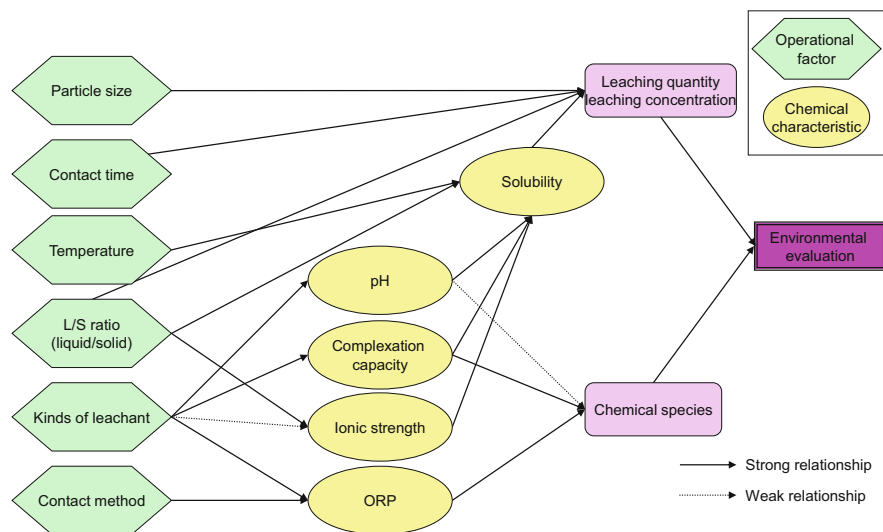 Particle size
Contact time
Temperature
L/S ratio
(liquid/solid)
Kinds of leachant
Contact method
Solubility
pH
Complexation
capacity
Ionic strength
ORP
Leaching quantity
leaching concentration
Chemical species
Environmental
evaluation
Operational
factor
Chemical
characteristic
Strong relationship
Weak relationship